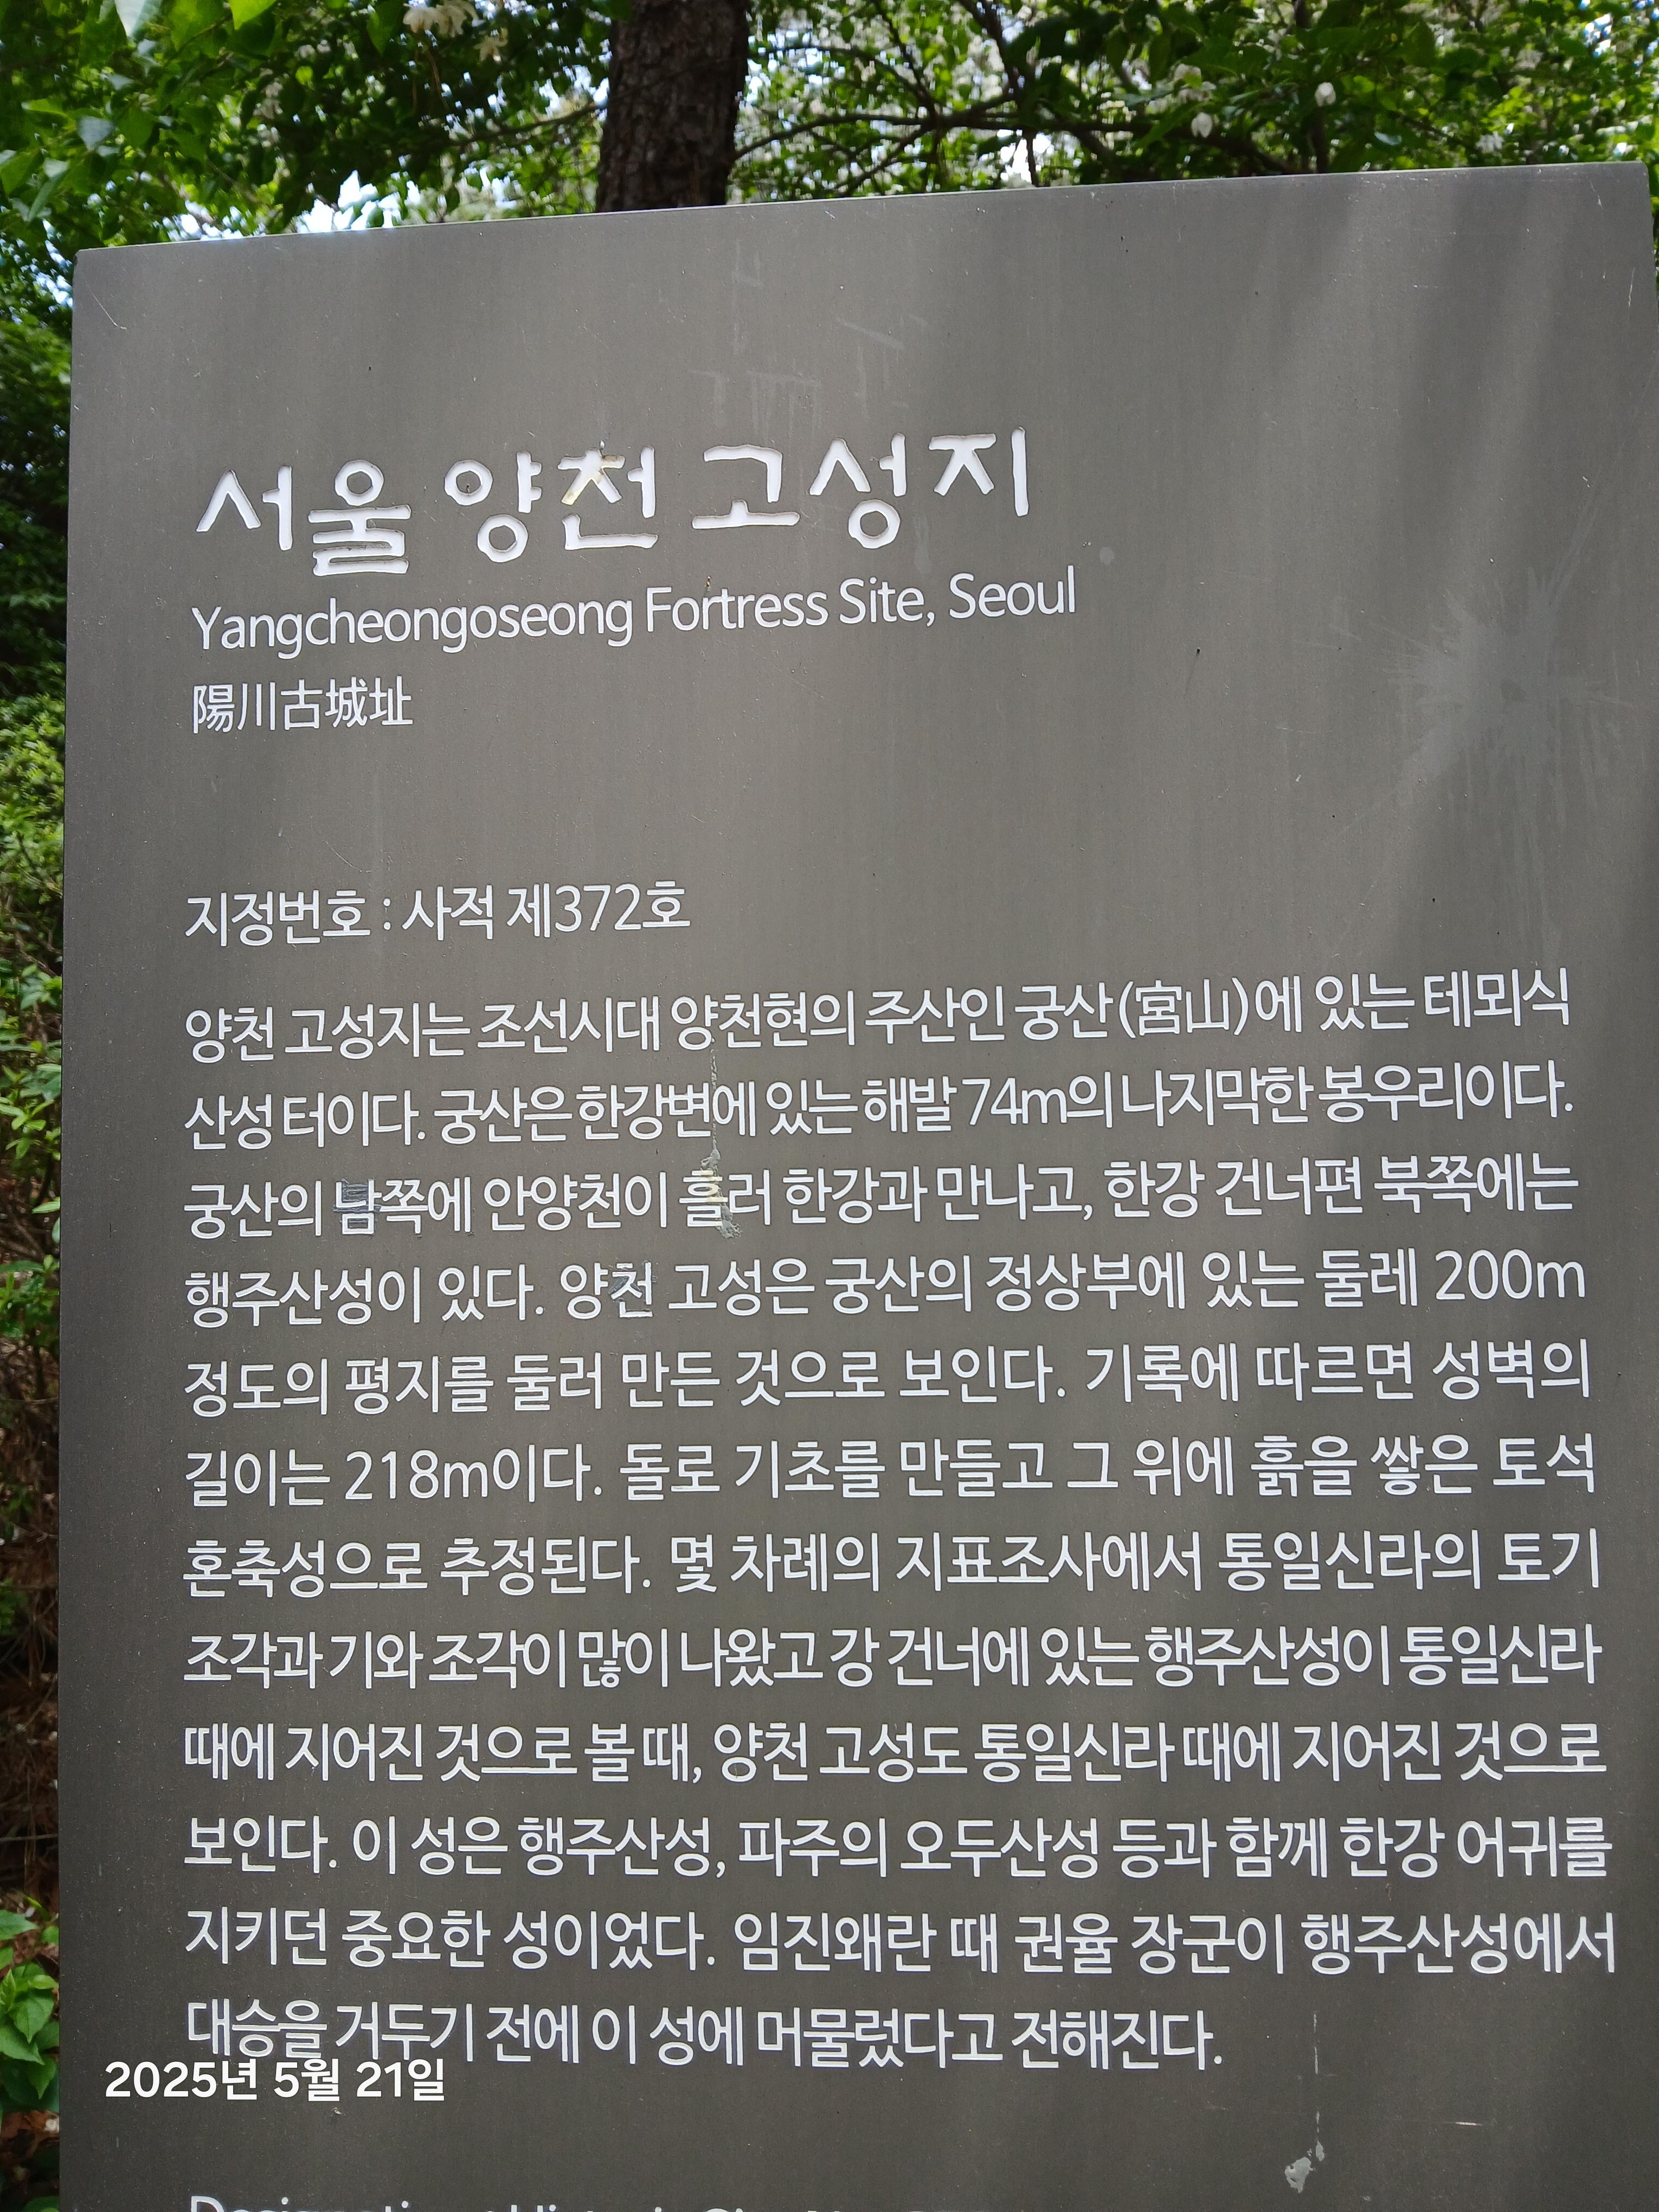 서울 양천 고성지
Yangcheongoseong Fortress Site, Seoul
陽川古城址
지정번호 : 사적 제372호
양천 고성지는 조선시대 양천현의 주산인 궁산(宮山)에 있는 테뫼식
산성 터이다. 궁산은 한강변에 있는 해발 74m의 나지막한 봉우리이다.
궁산의 남쪽에 안양천이 흘러 한강과 만나고, 한강 건너편 북쪽에는
행주산성이 있다. 양천 고성은 궁산의 정상부에 있는 둘레 200m
정도의 평지를 둘러 만든 것으로 보인다. 기록에 따르면 성벽의
길이는 218m이다. 돌로 기초를 만들고 그 위에 흙을 쌓은 토석
혼축성으로 추정된다. 몇 차례의 지표조사에서 통일신라의 토기
조각과 기와 조각이 많이 나왔고 강 건너에 있는 행주산성이 통일신라
때에 지어진 것으로 볼 때, 양천 고성도 통일신라 때에 지어진 것으로
보인다. 이 성은 행주산성, 파주의 오두산성 등과 함께 한강 어귀를
지키던 중요한 성이었다. 임진왜란 때 권율 장군이 행주산성에서
대승을 거두기 전에 이 성에 머물렀다고 전해진다.
2025년 5월 21일